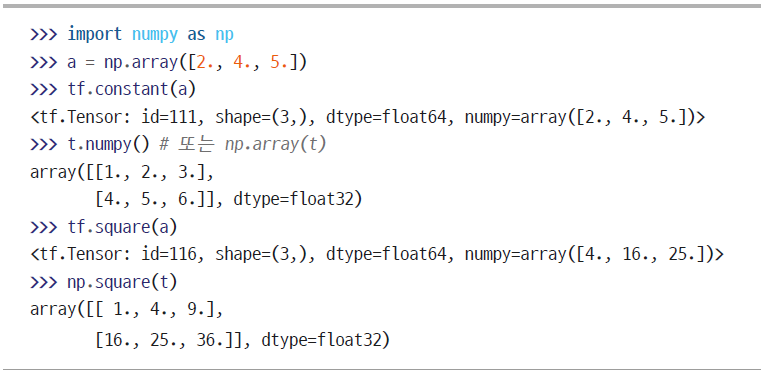 >>> import numpy as np
>>> a = np.array([2., 4., 5.])
>>> tf.constant(a)
<tf.Tensor: id=111, shape=(3,), dtype=float64, numpy=array([2., 4., 5.])>
>>> t.numpy() # 또는 np.array(t)
array([[1., 2., 3.],
[4., 5., 6.]], dtype=float32)
>>> tf.square(a)
<tf.Tensor: id=116, shape=(3,), dtype=float64, numpy=array([4., 16., 25.])>
>>> np.square(t)
array([[ 1., 4., 9.],
[16., 25., 36.]], dtype=float32)